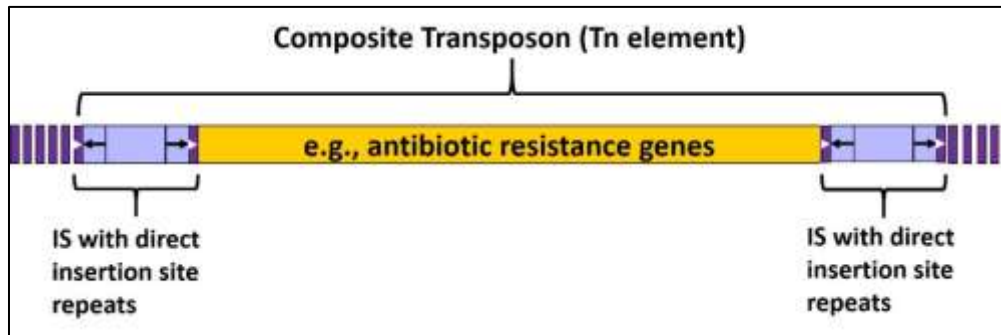 Composite Transposon (Tn element)
e.g., antibiotic resistance genes
IS with direct
insertion site
repeats
IS with direct
insertion site
repeats